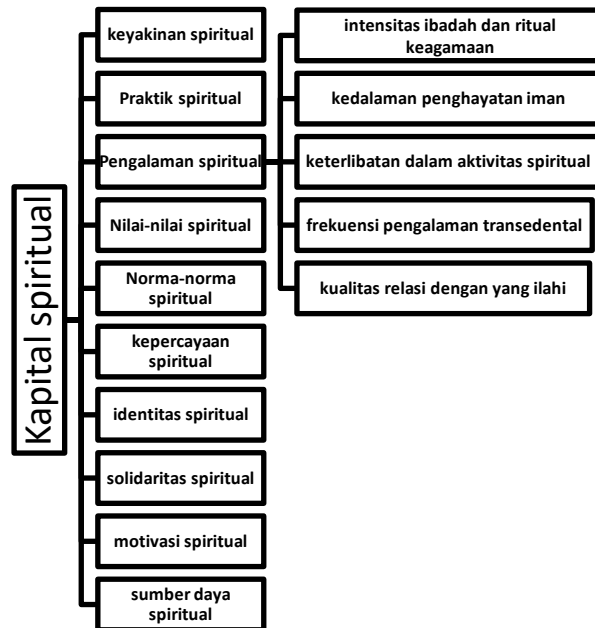 Kapital spiritual
keyakinan spiritual
Praktik spiritual
Pengalaman spiritual
Nilai-nilai spiritual
Norma-norma
spiritual
kepercayaan
spiritual
identitas spiritual
solidaritas spiritual
motivasi spiritual
sumber daya
spiritual
intensitas ibadah dan ritual
keagamaan
kedalaman penghayatan iman
keterlibatan dalam aktivitas spiritual
frekuensi pengalaman transedental
kualitas relasi dengan yang ilahi